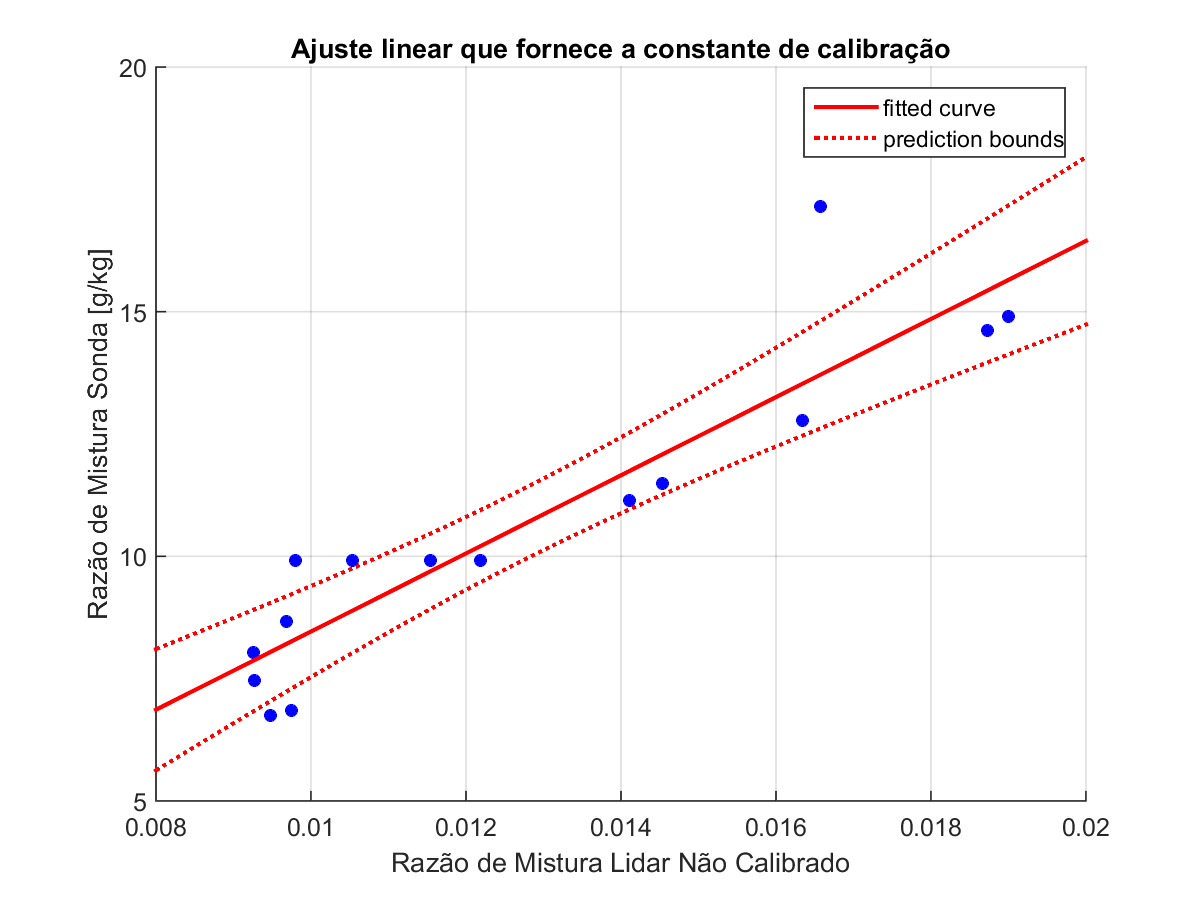 Ajuste linear que fornece a constante de calibração
fitted curve
prediction bounds
Razão de Mistura Sonda [g/kg]
20
15
10
5
0.008 0.01 0.012 0.014 0.016 0.018 0.02
Razão de Mistura Lidar Não Calibrado